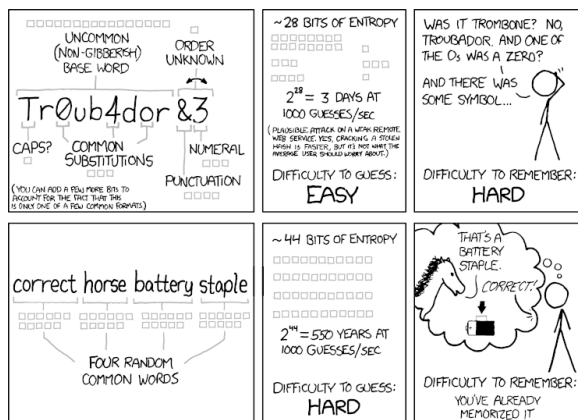 UNCOMMON
(NON-GIBBERISH)
BASE WORD
ORDER
UNKNOWN
Tr0ub4dor &3
CAPS?
COMMON
SUBSTITUTIONS
NUMERAL
PUNCTUATION
(YOU CAN ADD A FEW MORE BITS TO
ACCOUNT FOR THE FACT THAT THIS
IS ONLY ONE OF A FEW COMMON FORMATS.)
~28 BITS OF ENTROPY
2^28 = 3 DAYS AT
1000 GUESSES/SEC
(PLAUSIBLE ATTACK ON A WEAK REMOTE
WEB SERVICE. YES, CRACKING A STOLEN
HASH IS FASTER, BUT IT'S NOT WHAT THE
AVERAGE USER SHOULD WORRY ABOUT.)
DIFFICULTY TO GUESS:
EASY
WAS IT TROMBONE? NO,
TROUBADOR. AND ONE OF
THE Os WAS A ZERO?
AND THERE WAS
SOME SYMBOL...
DIFFICULTY TO REMEMBER:
HARD
correct horse battery staple
FOUR RANDOM
COMMON WORDS
~44 BITS OF ENTROPY
2^44 = 550 YEARS AT
1000 GUESSES/SEC
DIFFICULTY TO GUESS:
HARD
THAT'S A
BATTERY
STAPLE.
CORRECT!
DIFFICULTY TO REMEMBER:
YOU'VE ALREADY
MEMORIZED IT